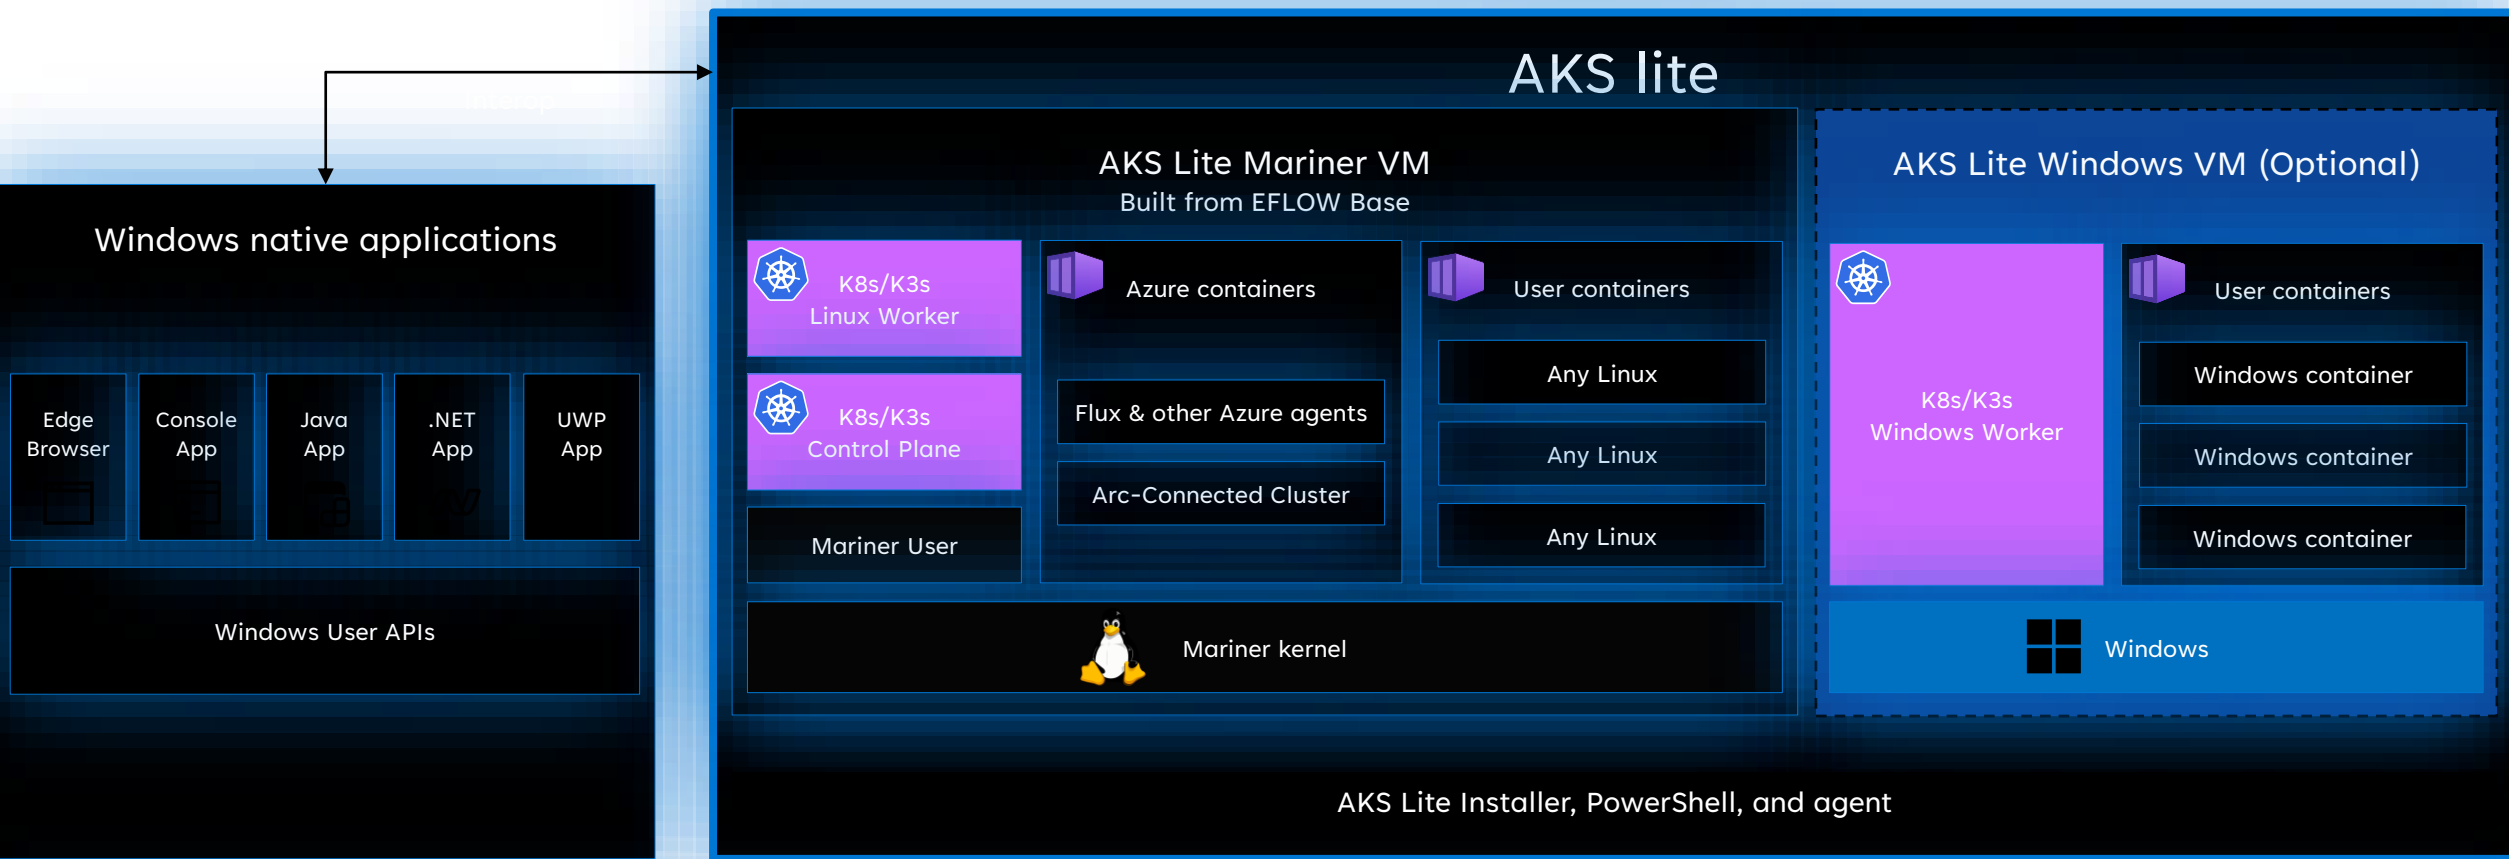 AKS lite
Interop
Windows native applications
Edge
Browser
Console
App
Java
App
.NET
App
UWP
App
Windows User APIs
AKS Lite Mariner VM
Built from EFLOW Base
K8s/K3s
Linux Worker
K8s/K3s
Control Plane
Mariner User
Azure containers
Flux & other Azure agents
Arc-Connected Cluster
User containers
Any Linux
Any Linux
Any Linux
Mariner kernel
AKS Lite Windows VM (Optional)
K8s/K3s
Windows Worker
User containers
Windows container
Windows container
Windows container
Windows
AKS Lite Installer, PowerShell, and agent